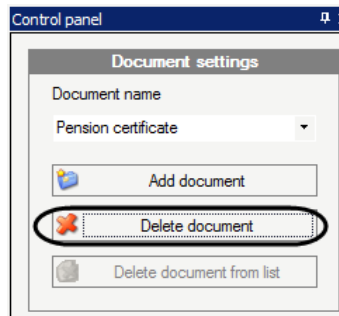 Control panel
Document settings
Document name
Pension certificate
Add document
Delete document
Delete document from list